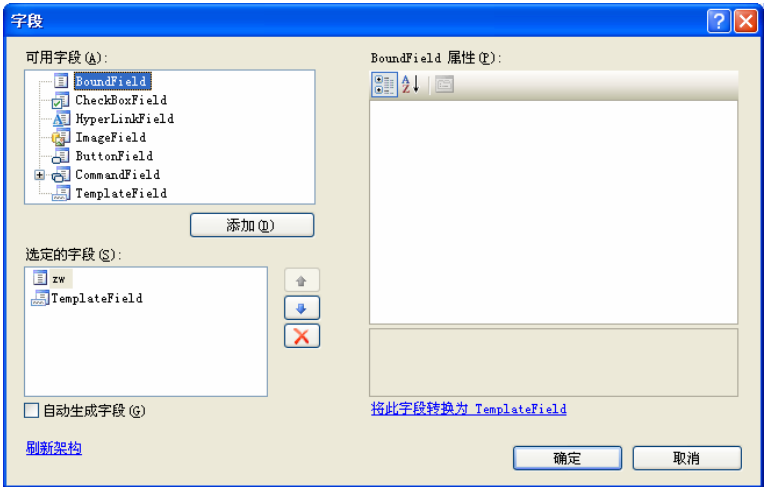 字段
可用字段(A):
BoundField
CheckBoxField
HyperLinkField
ImageField
ButtonField
CommandField
TemplateField
添加(D)
选定的字段(S):
zw
TemplateField
自动生成字段(G)
刷新架构
BoundField 属性(P):
将此字段转换为 TemplateField
确定
取消